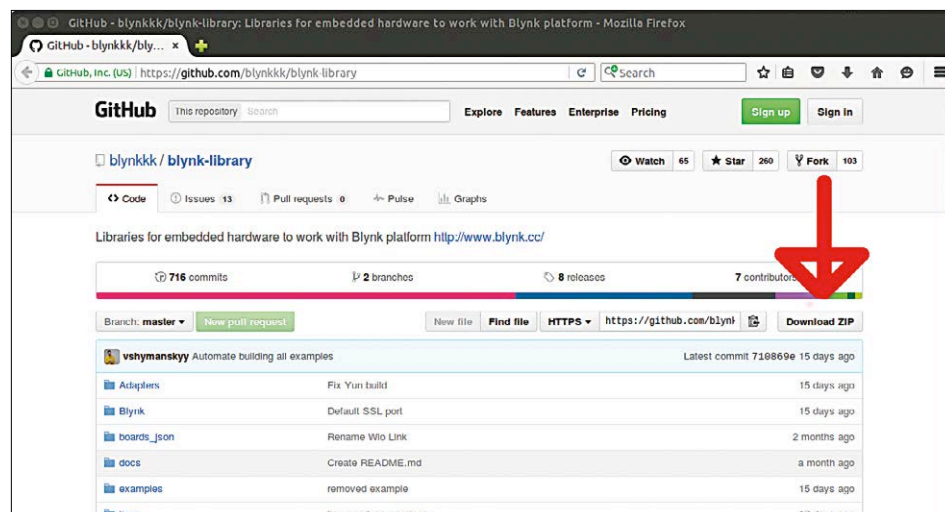 GitHub - blynkkk/blynk-library: Libraries for embedded hardware to work with Blynk platform - Mozilla Firefox
GitHub - blynkkk/bly... ×
GitHub, Inc. (US) https://github.com/blynkkk/blynk-library Search
GitHub This repository Search Explore Features Enterprise Pricing Sign up Sign in
blynkkk / blynk-library Watch 65 Star 260 Fork 103
Code Issues 13 Pull requests 0 Pulse Graphs
Libraries for embedded hardware to work with Blynk platform http://www.blynk.cc/
716 commits 2 branches 8 releases 7 contributors
Branch: master New pull request New file Find file HTTPS https://github.com/blynk Download ZIP
vshymanskyy Automate building all examples Latest commit 710869e 15 days ago
Adapters Fix Yun build 15 days ago
Blynk Default SSL port 15 days ago
boards_json Rename Wio Link 2 months ago
docs Create README.md a month ago
examples removed example 15 days ago